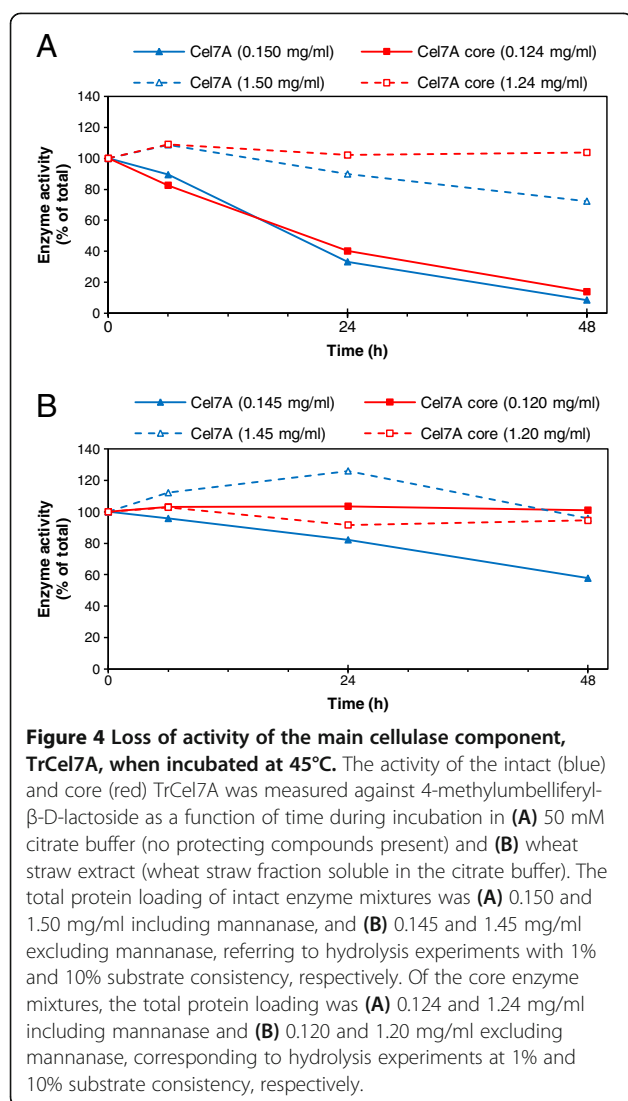 A
Cel7A (0.150 mg/ml) Cel7A core (0.124 mg/ml)
Cel7A (1.50 mg/ml) Cel7A core (1.24 mg/ml)
140
120
100
80
60
40
20
0
Enzyme activity
(% of total)
0 24 48
Time (h)
B
Cel7A (0.145 mg/ml) Cel7A core (0.120 mg/ml)
Cel7A (1.45 mg/ml) Cel7A core (1.20 mg/ml)
140
120
100
80
60
40
20
0
Enzyme activity
(% of total)
0 24 48
Time (h)
Figure 4 Loss of activity of the main cellulase component,
TrCel7A, when incubated at 45°C. The activity of the intact (blue)
and core (red) TrCel7A was measured against 4-methylumbelliferyl-
β-D-lactoside as a function of time during incubation in (A) 50 mM
citrate buffer (no protecting compounds present) and (B) wheat
straw extract (wheat straw fraction soluble in the citrate buffer). The
total protein loading of intact enzyme mixtures was (A) 0.150 and
1.50 mg/ml including mannanase, and (B) 0.145 and 1.45 mg/ml
excluding mannanase, referring to hydrolysis experiments with 1%
and 10% substrate consistency, respectively. Of the core enzyme
mixtures, the total protein loading was (A) 0.124 and 1.24 mg/ml
including mannanase and (B) 0.120 and 1.20 mg/ml excluding
mannanase, corresponding to hydrolysis experiments at 1% and
10% substrate consistency, respectively.